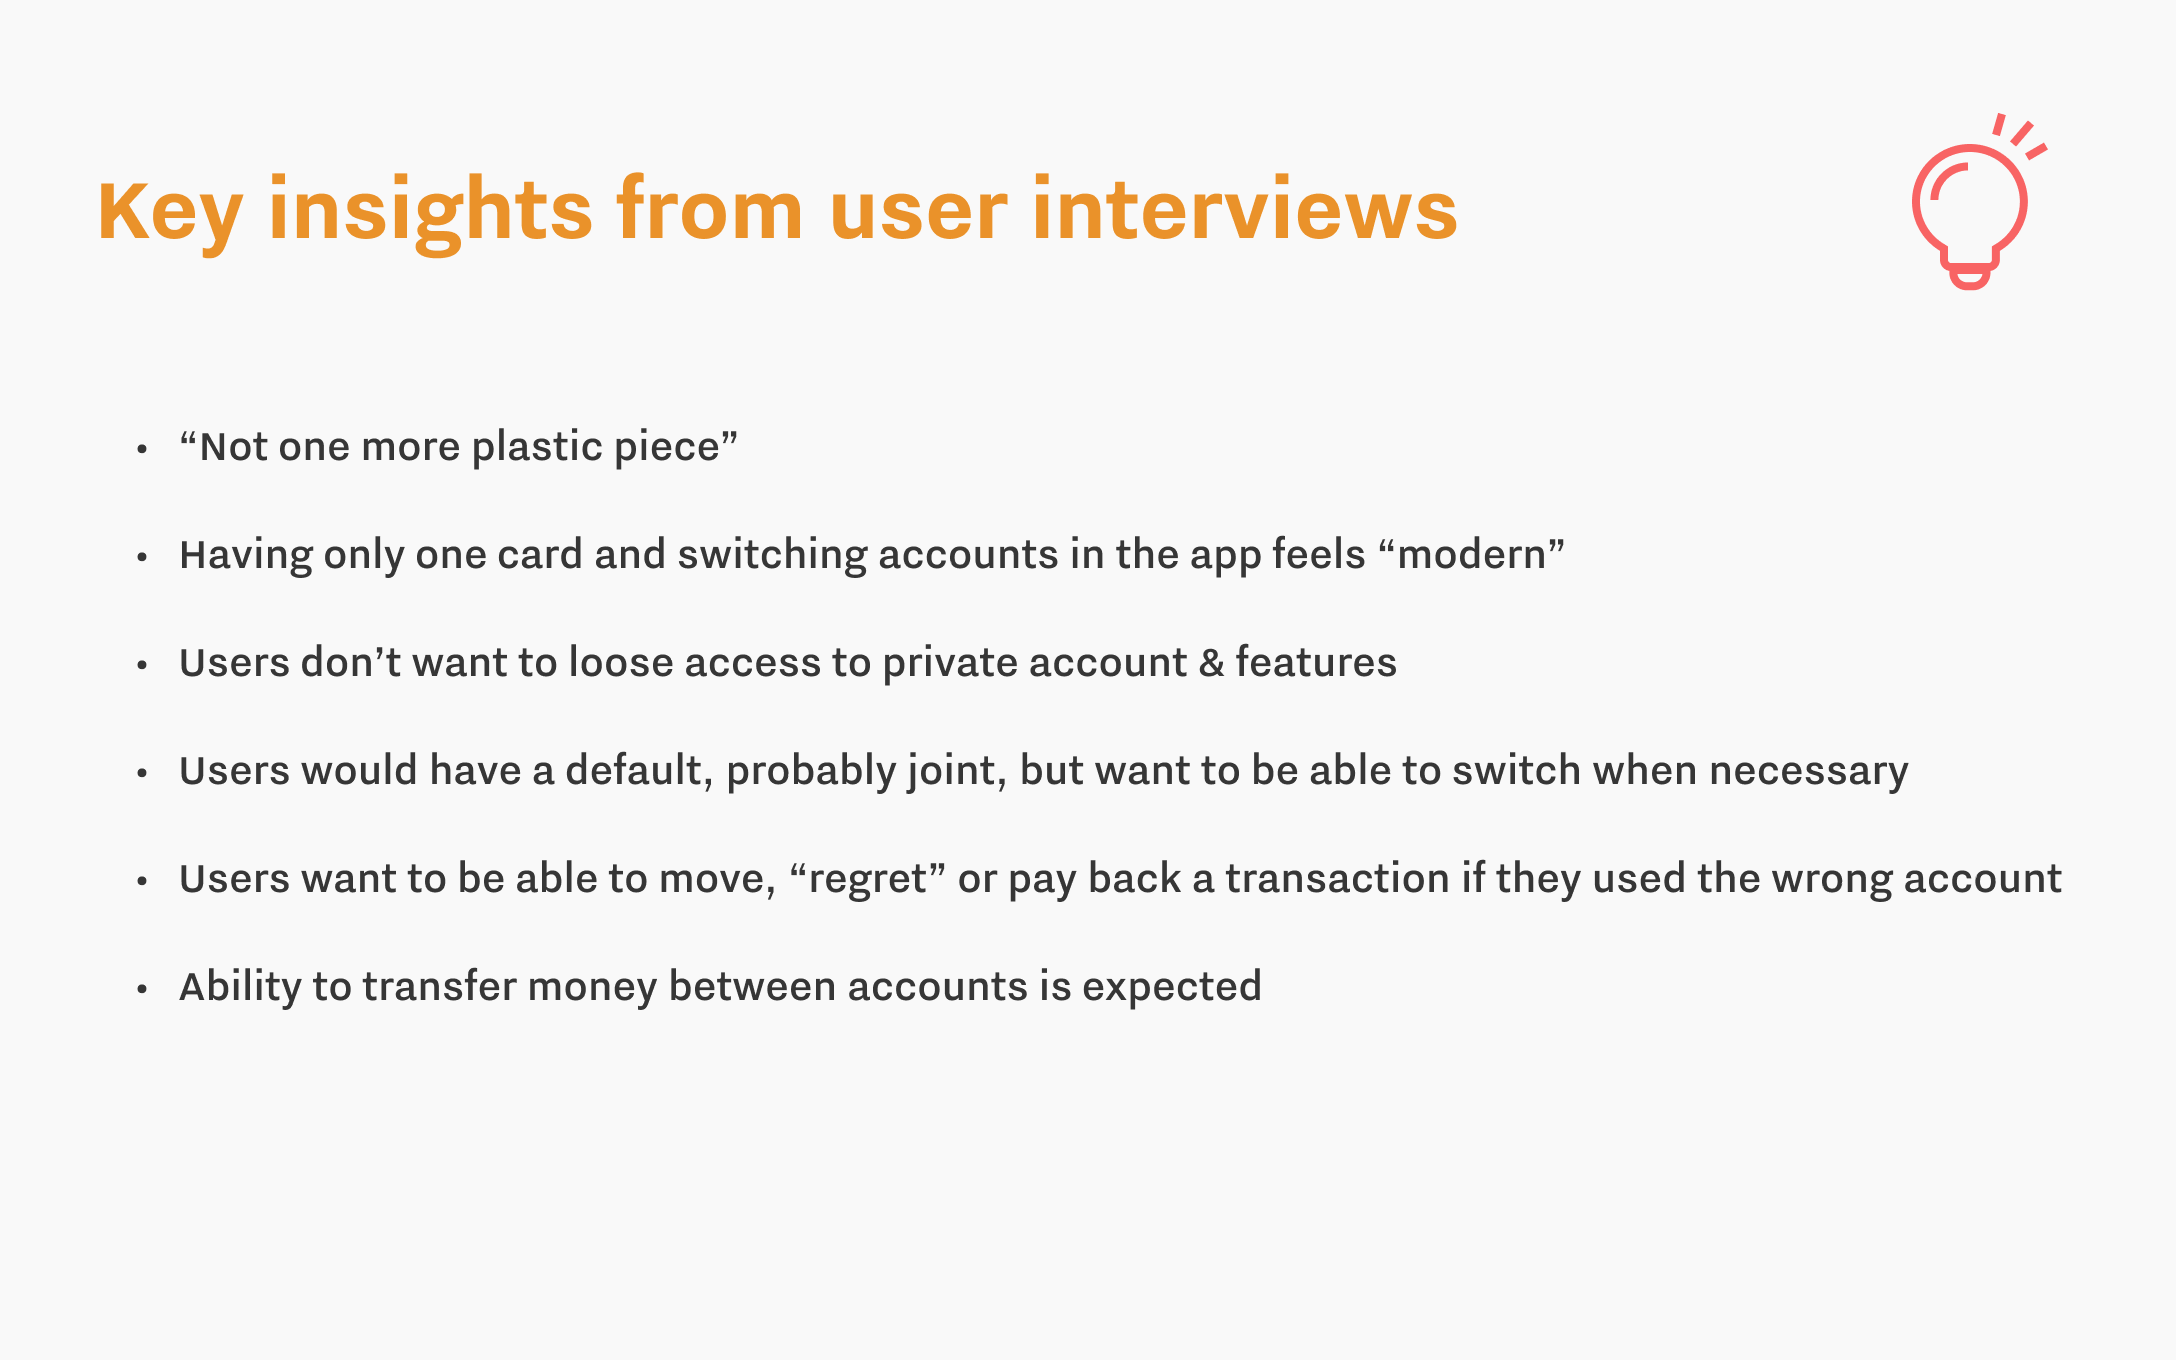 Key insights from user interviews
• “Not one more plastic piece”
• Having only one card and switching accounts in the app feels “modern”
• Users don’t want to loose access to private account & features
• Users would have a default, probably joint, but want to be able to switch when necessary
• Users want to be able to move, “regret” or pay back a transaction if they used the wrong account
• Ability to transfer money between accounts is expected